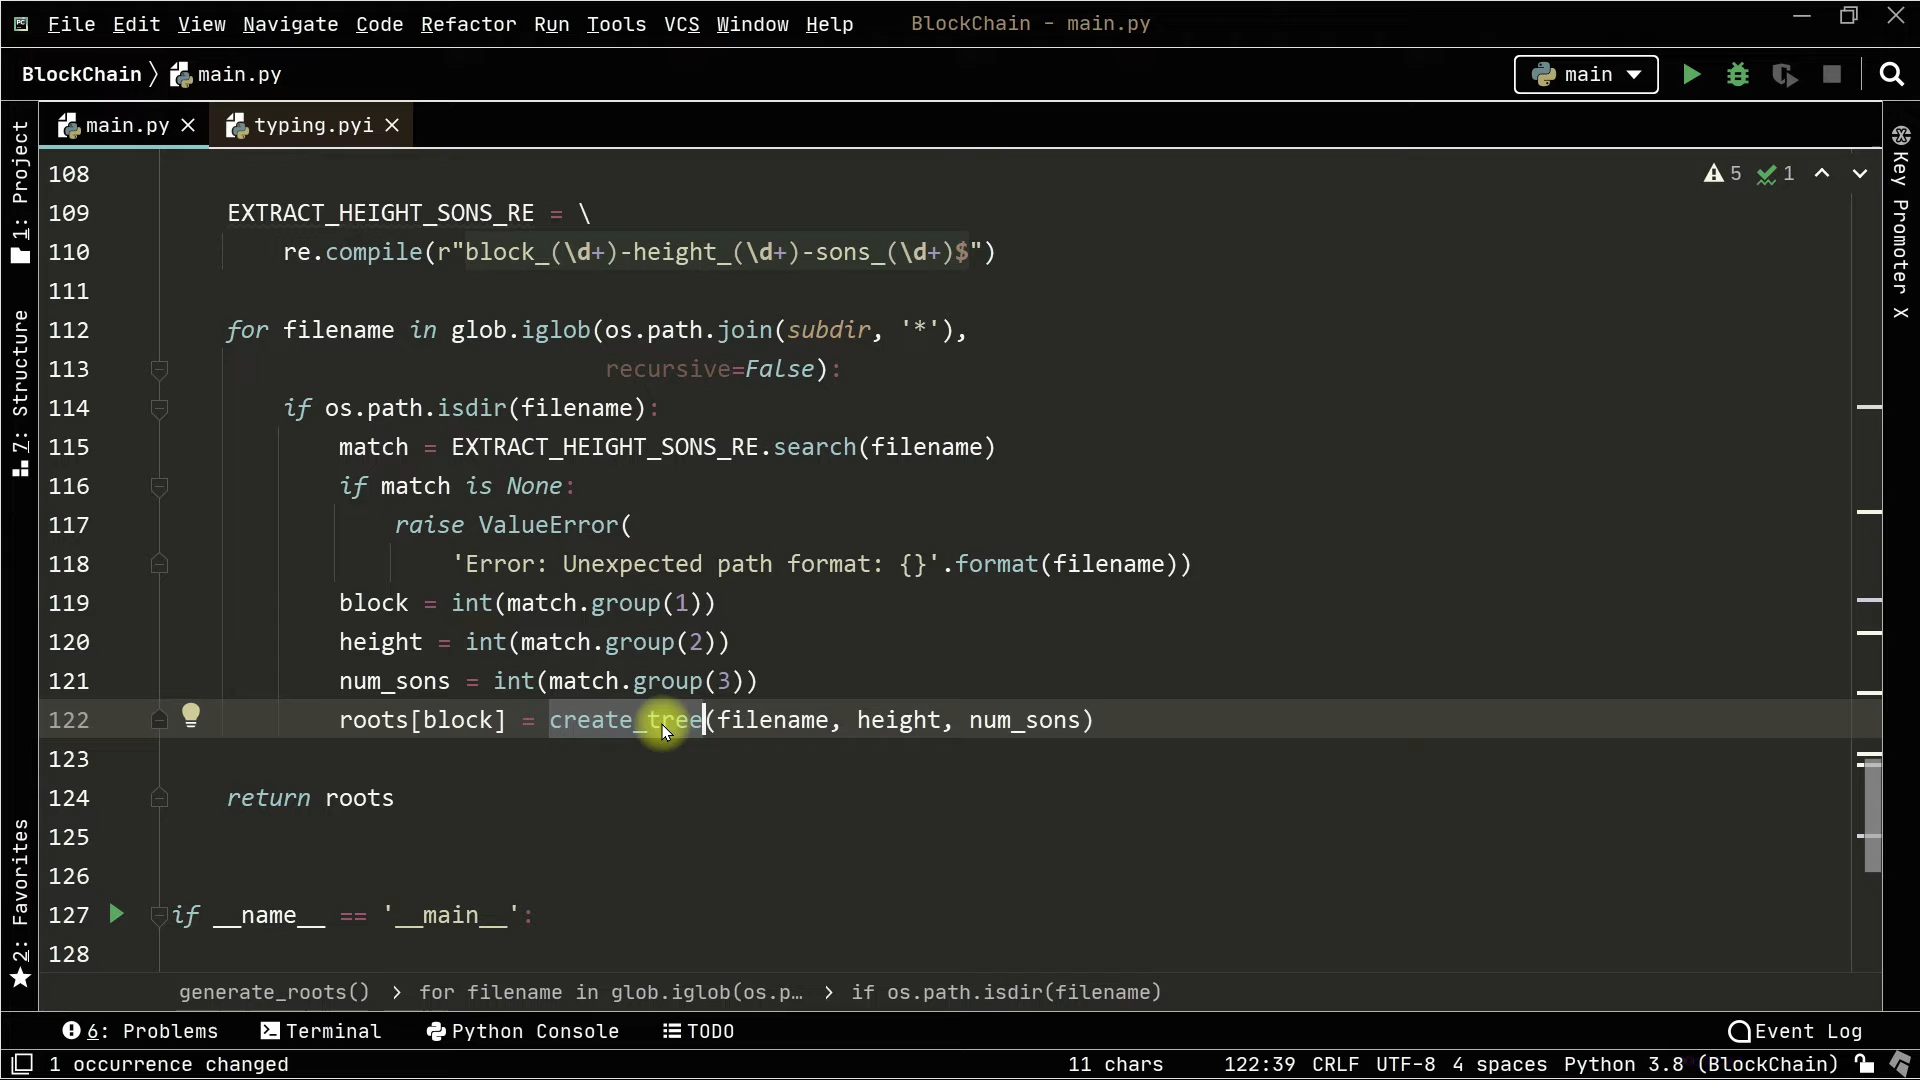 File Edit View Navigate Code Refactor Run Tools VCS Window Help BlockChain - main.py
BlockChain main.py main
main.py typing.pyi
1: Project
7: Structure
2: Favorites
Key Promoter X
5 1
108
109 EXTRACT_HEIGHT_SONS_RE = \
110 re.compile(r"block_(\d+)-height_(\d+)-sons_(\d+)$")
111
112 for filename in glob.iglob(os.path.join(subdir, '*'),
113 recursive=False):
114 if os.path.isdir(filename):
115 match = EXTRACT_HEIGHT_SONS_RE.search(filename)
116 if match is None:
117 raise ValueError(
118 'Error: Unexpected path format: {}'.format(filename))
119 block = int(match.group(1))
120 height = int(match.group(2))
121 num_sons = int(match.group(3))
122 roots[block] = create_tree(filename, height, num_sons)
123
124 return roots
125
126
127 if __name__ == '__main__':
128
generate_roots() > for filename in glob.iglob(os.p… > if os.path.isdir(filename)
6: Problems Terminal Python Console TODO Event Log
1 occurrence changed 11 chars 122:39 CRLF UTF-8 4 spaces Python 3.8 (BlockChain)